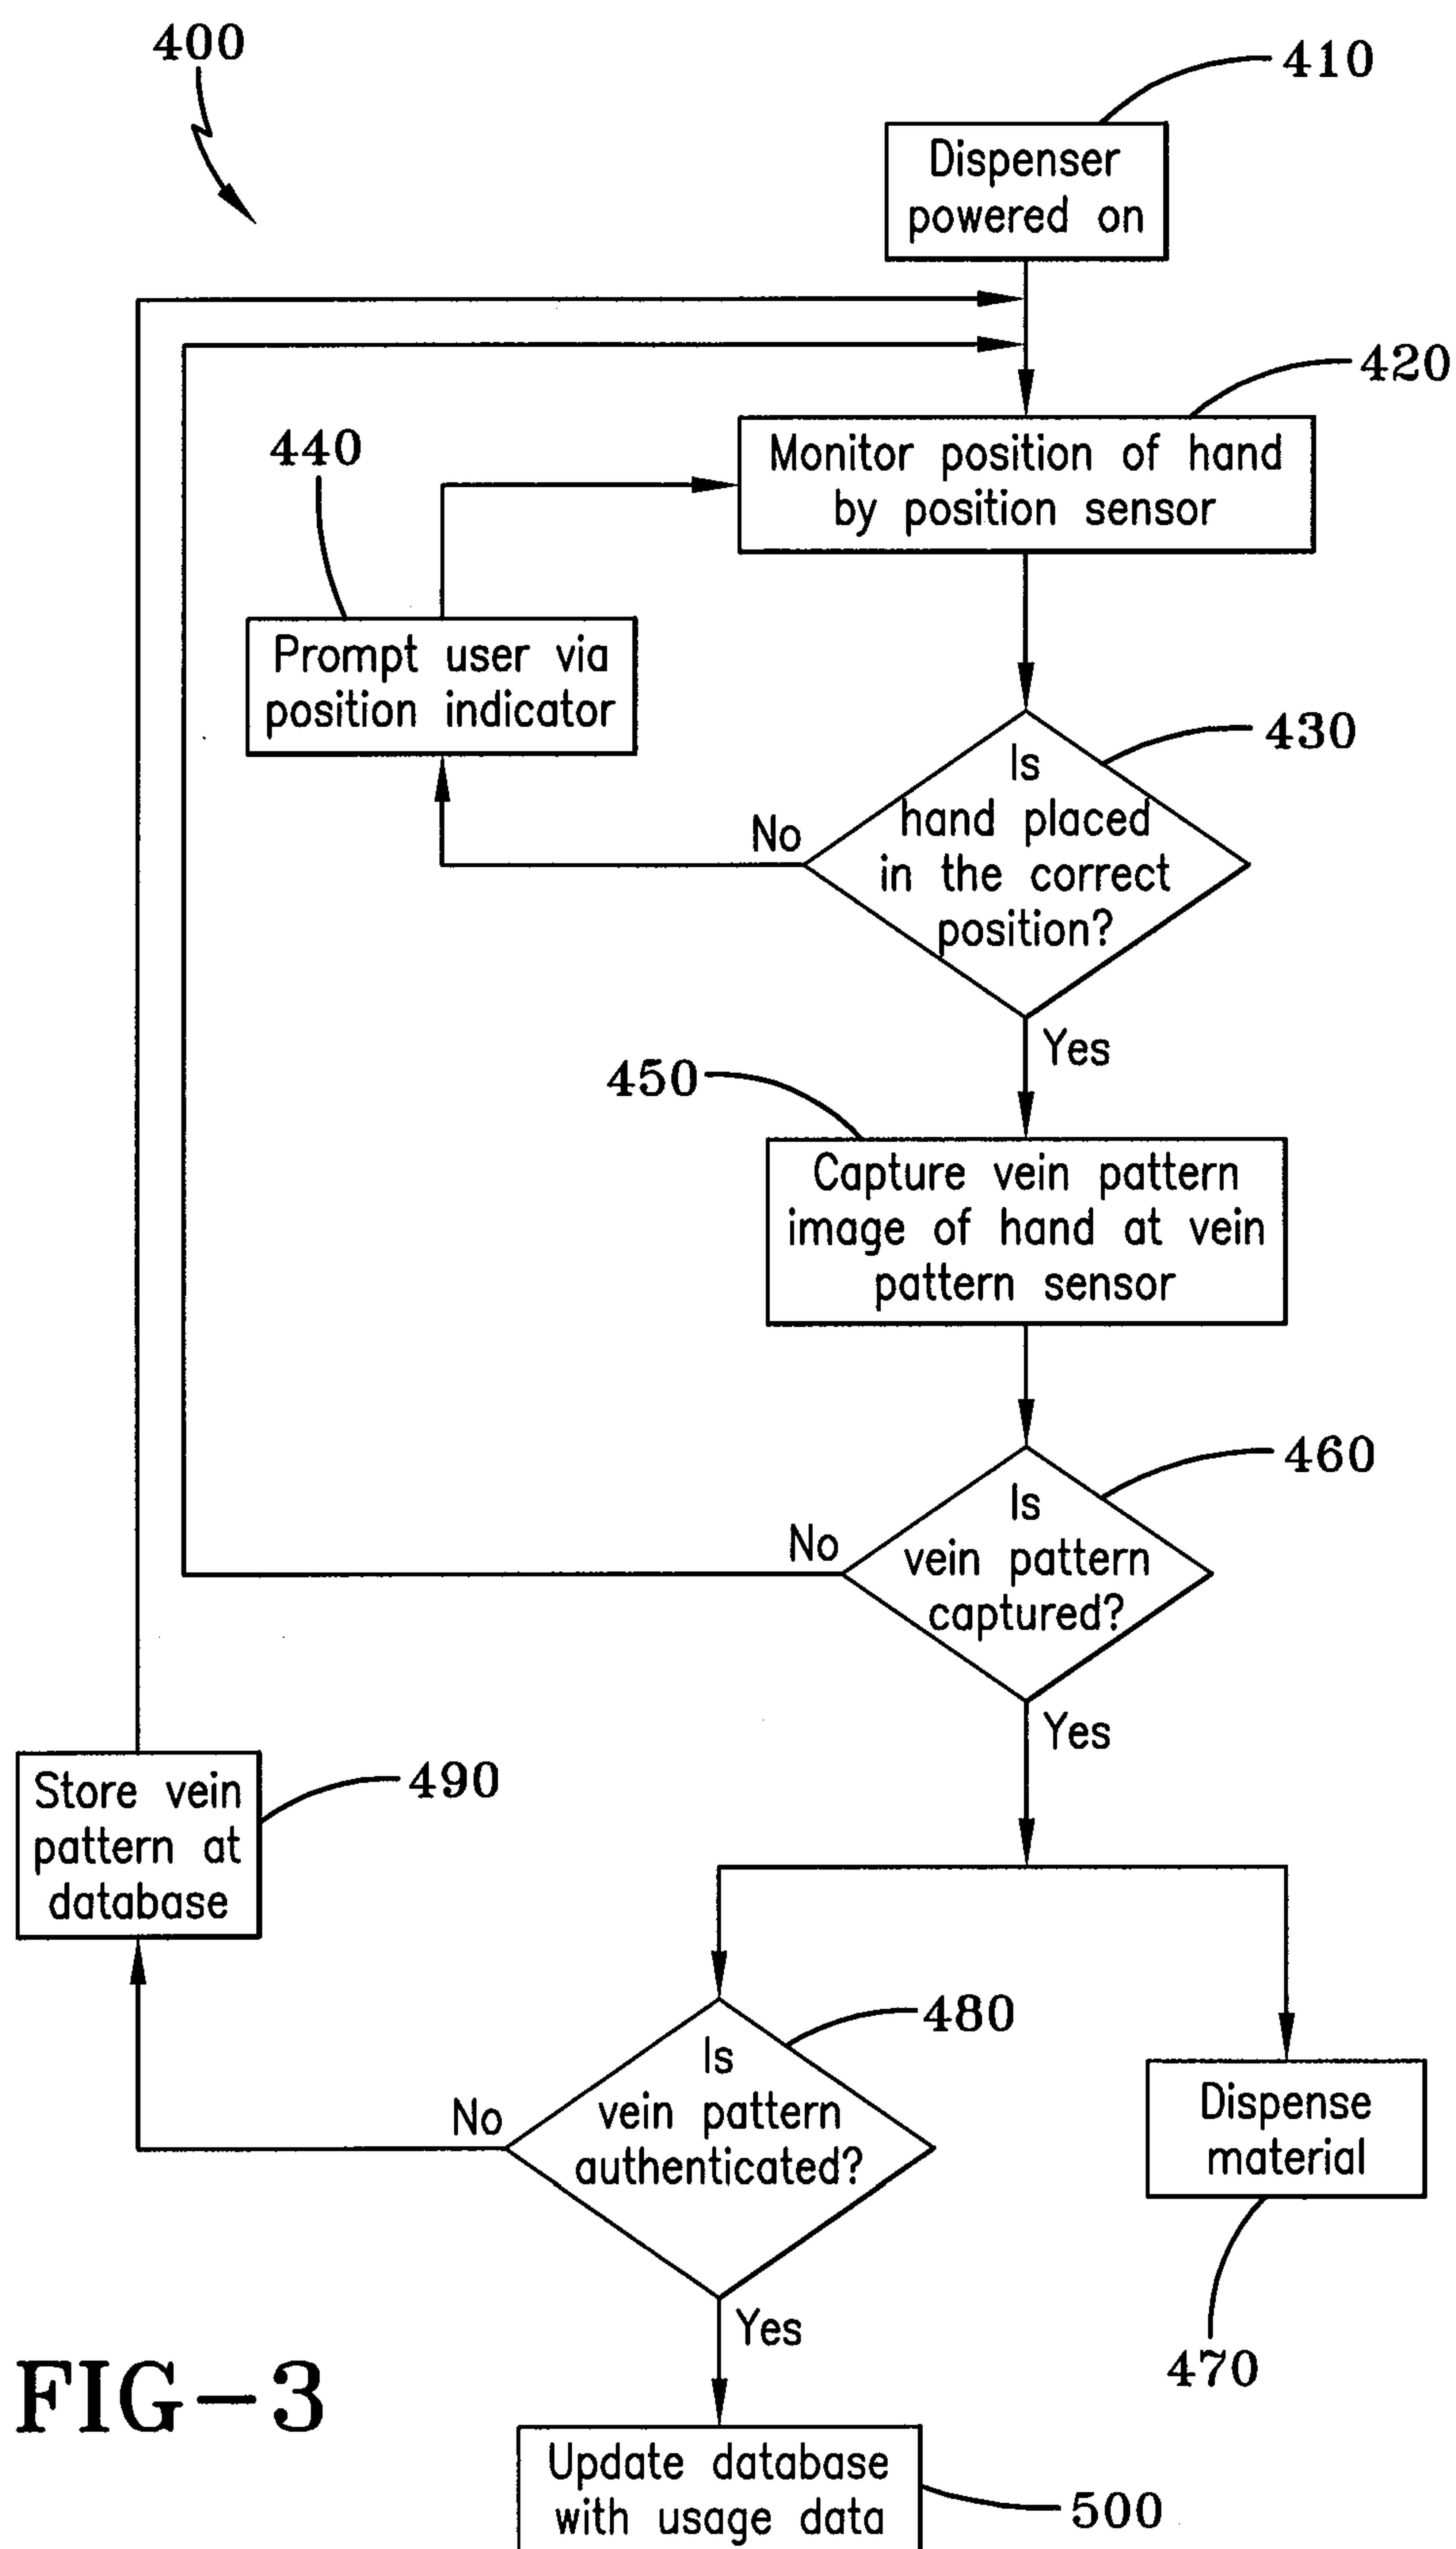 400
410
Dispenser
powered on
420
Monitor position of hand
by position sensor
440
Prompt user via
position indicator
430
Is
hand placed
in the correct
position?
No
Yes
450
Capture vein pattern
image of hand at vein
pattern sensor
460
Is
vein pattern
captured?
No
Yes
490
Store vein
pattern at
database
480
Is
vein pattern
authenticated?
No
Yes
Dispense
material
470
FIG-3
Update database
with usage data
500